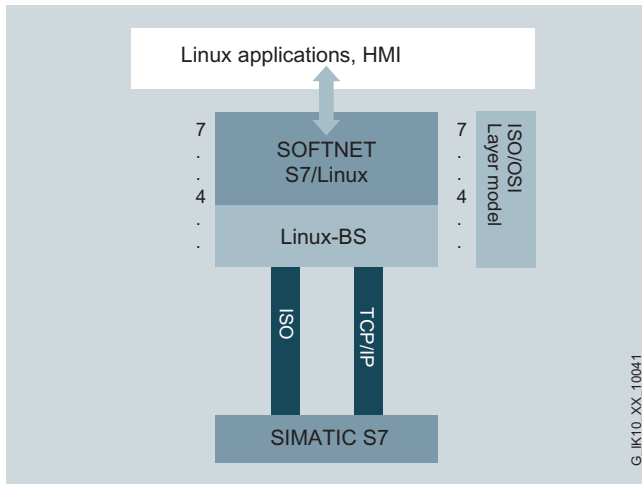 Linux applications, HMI
7
.
.
4
.
.
SOFTNET
S7/Linux
Linux-BS
7
.
.
4
.
.
ISO/OSI
Layer model
ISO
TCP/IP
SIMATIC S7
G_IK10_XX_10041